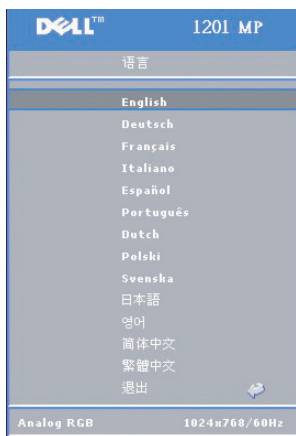 DELL™ 1201 MP
语言
English
Deutsch
Français
Italiano
Español
Português
Dutch
Polski
Svenska
日本語
영어
简体中文
繁體中文
退出
Analog RGB 1024x768/60Hz